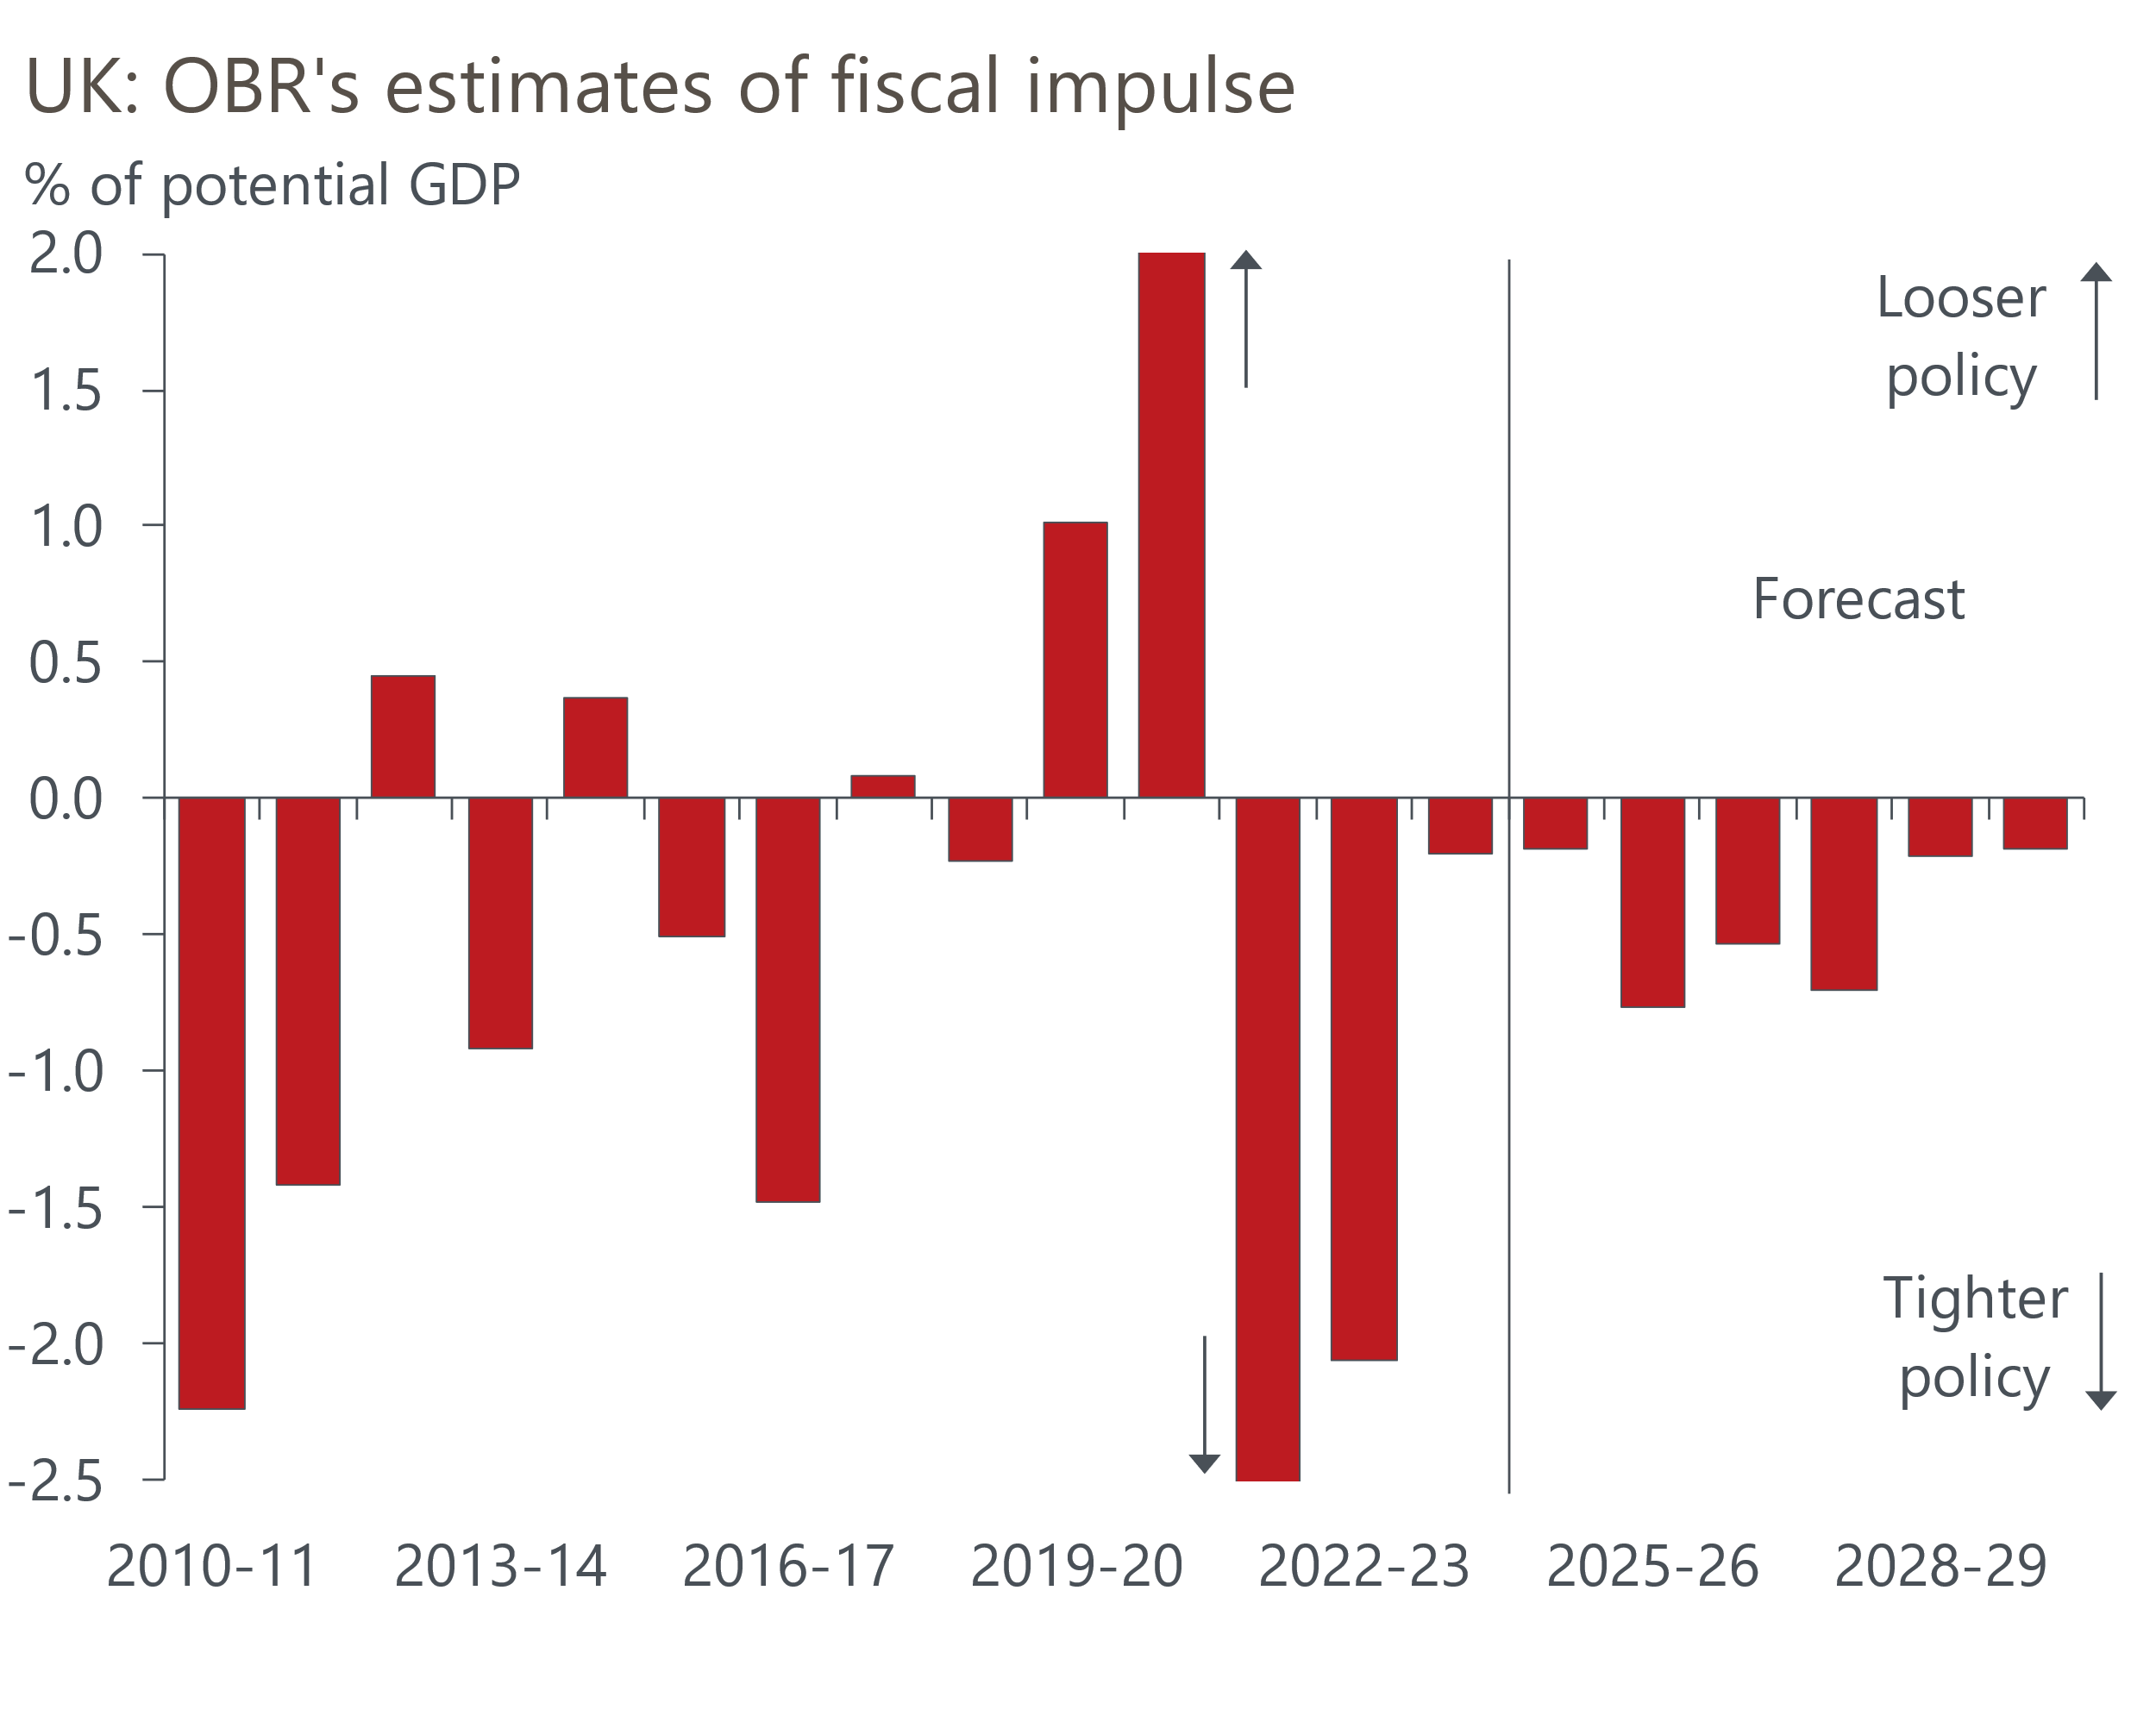 UK: OBR's estimates of fiscal impulse
% of potential GDP
2.0
1.5
1.0
0.5
0.0
-0.5
-1.0
-1.5
-2.0
-2.5
Looser
policy
Forecast
Tighter
policy
2010-11 2013-14 2016-17 2019-20 2022-23 2025-26 2028-29